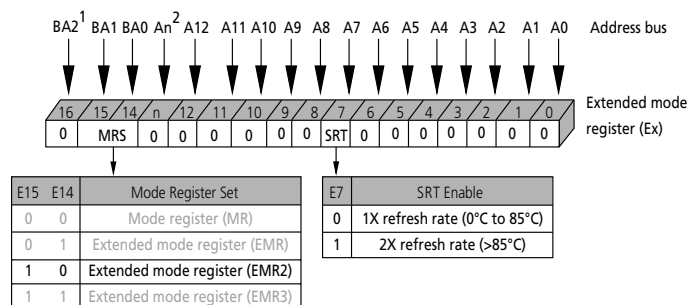 BA2¹ BA1 BA0 An² A12 A11 A10 A9 A8 A7 A6 A5 A4 A3 A2 A1 A0 Address bus
16 15 14 n 12 11 10 9 8 7 6 5 4 3 2 1 0 Extended mode
0 MRS 0 0 0 0 0 0 SRT 0 0 0 0 0 0 0 register (Ex)
E15 E14 Mode Register Set
0 0 Mode register (MR)
0 1 Extended mode register (EMR)
1 0 Extended mode register (EMR2)
1 1 Extended mode register (EMR3)
E7 SRT Enable
0 1X refresh rate (0°C to 85°C)
1 2X refresh rate (>85°C)